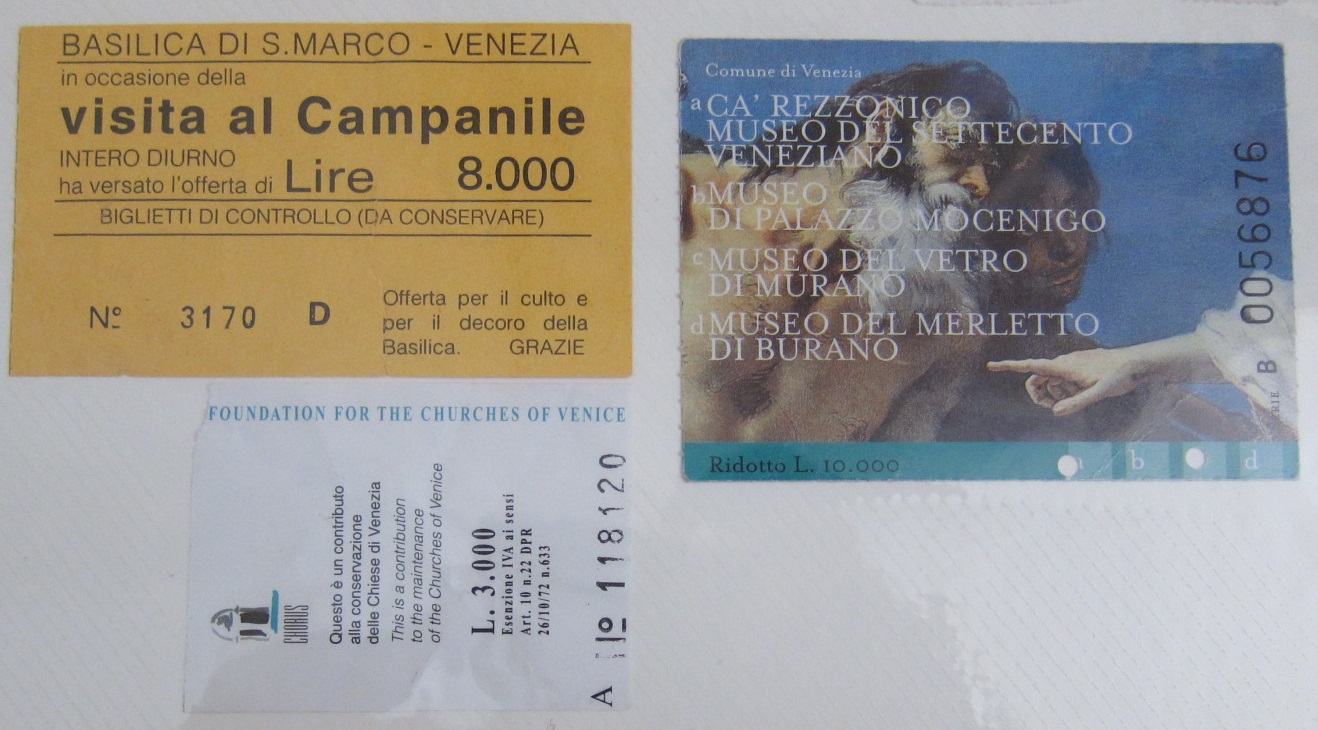 BASILICA DI S.MARCO - VENEZIA
in occasione della
visita al Campanile
INTERO DIURNO
ha versato l'offerta di Lire 8.000
BIGLIETTI DI CONTROLLO (DA CONSERVARE)
Nº 3170 D
Offerta per il culto e
per il decoro della
Basilica. GRAZIE
FOUNDATION FOR THE CHURCHES OF VENICE
CHORUS
Questo è un contributo
alla conservazione
delle Chiese di Venezia
This is a contribution
to the maintenance
of the Churches of Venice
L. 3.000
Esenzione IVA ai sensi
Art. 10 n.22 DPR
26/10/72 n.633
A Nº 118120
Comune di Venezia
a CA' REZZONICO
MUSEO DEL SETTECENTO
VENEZIANO
b MUSEO
DI PALAZZO MOCENIGO
c MUSEO DEL VETRO
DI MURANO
d MUSEO DEL MERLETTO
DI BURANO
Ridotto L. 10.000
b d
B 0056876